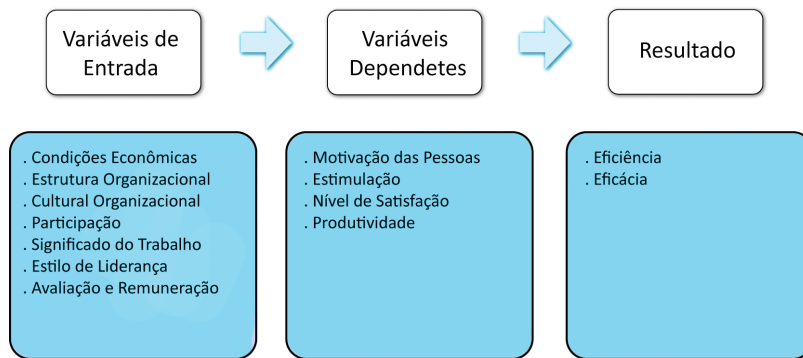 Variáveis de
Entrada
Variáveis
Dependetes
Resultado
. Condições Econômicas
. Estrutura Organizacional
. Cultural Organizacional
. Participação
. Significado do Trabalho
. Estilo de Liderança
. Avaliação e Remuneração
. Motivação das Pessoas
. Estimulação
. Nível de Satisfação
. Produtividade
. Eficiência
. Eficácia